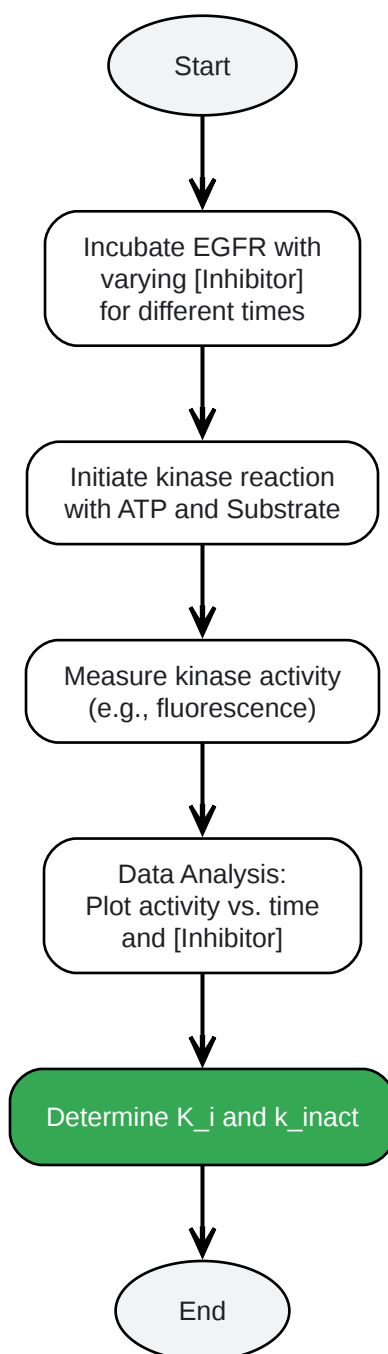 Start
Incubate EGFR with
varying [Inhibitor]
for different times
Initiate kinase reaction
with ATP and Substrate
Measure kinase activity
(e.g., fluorescence)
Data Analysis:
Plot activity vs. time
and [Inhibitor]
Determine K_i and k_inact
End